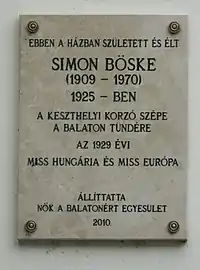 EBBEN A HÁZBAN SZÜLETETT ÉS ÉLT
SIMON BÖSKE
(1909 - 1970)
1925 - BEN
A KESZTHELYI KORZÓ SZÉPE
A BALATON TÜNDÉRE
AZ 1929 ÉVI
MISS HUNGÁRIA ÉS MISS EURÓPA
ÁLLÍTTATTA
NŐK A BALATONÉRT EGYESÜLET
2010.